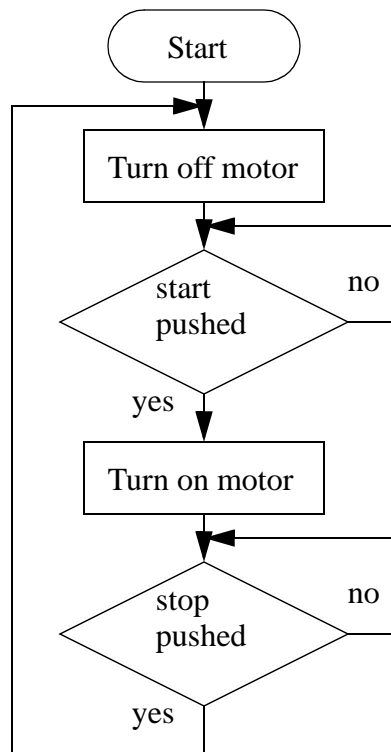 Start
Turn off motor
start
pushed
no
yes
Turn on motor
stop
pushed
no
yes